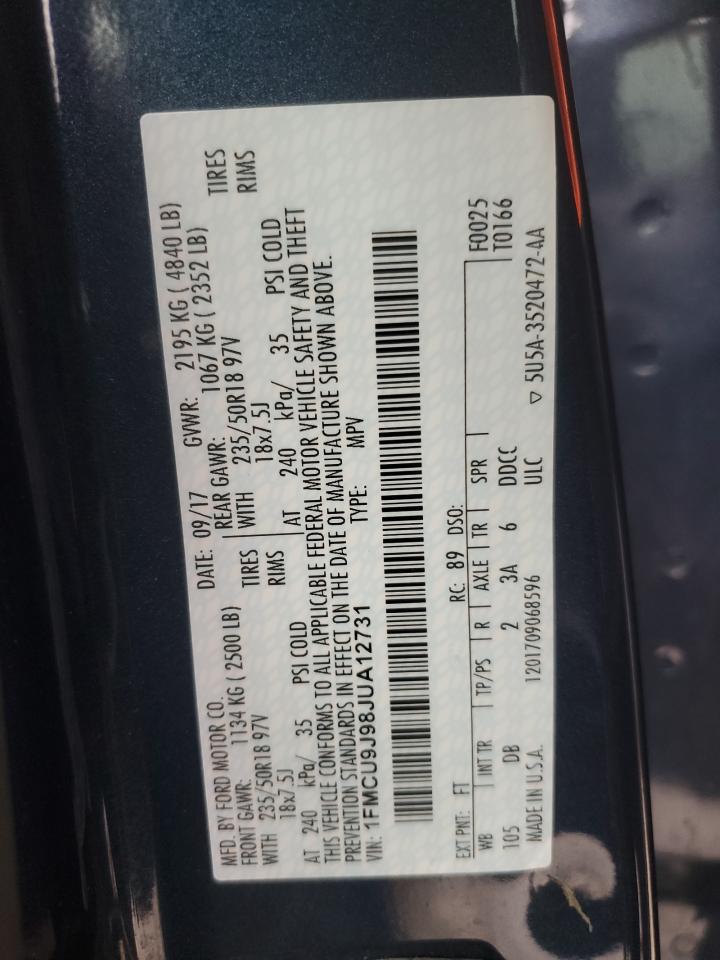 MFD. BY FORD MOTOR CO.
DATE: 09/17 GVWR: 2195 KG ( 4840 LB)
FRONT GAWR: 1134 KG ( 2500 LB) REAR GAWR: 1067 KG ( 2352 LB)
WITH 235/50R18 97V TIRES WITH 235/50R18 97V TIRES
18x7.5J RIMS 18x7.5J RIMS
AT 240 kPa/ 35 PSI COLD AT 240 kPa/ 35 PSI COLD
THIS VEHICLE CONFORMS TO ALL APPLICABLE FEDERAL MOTOR VEHICLE SAFETY AND THEFT
PREVENTION STANDARDS IN EFFECT ON THE DATE OF MANUFACTURE SHOWN ABOVE.
VIN: 1FMCU9J98JUA12731 TYPE: MPV
EXT PNT: FT RC: 89 DSO: F0025
WB INT TR TP/PS R AXLE TR SPR T0166
105 DB 2 3A 6 DDCC
MADE IN U.S.A. 1201709068596 ULC ▽ 5U5A-3520472-AA